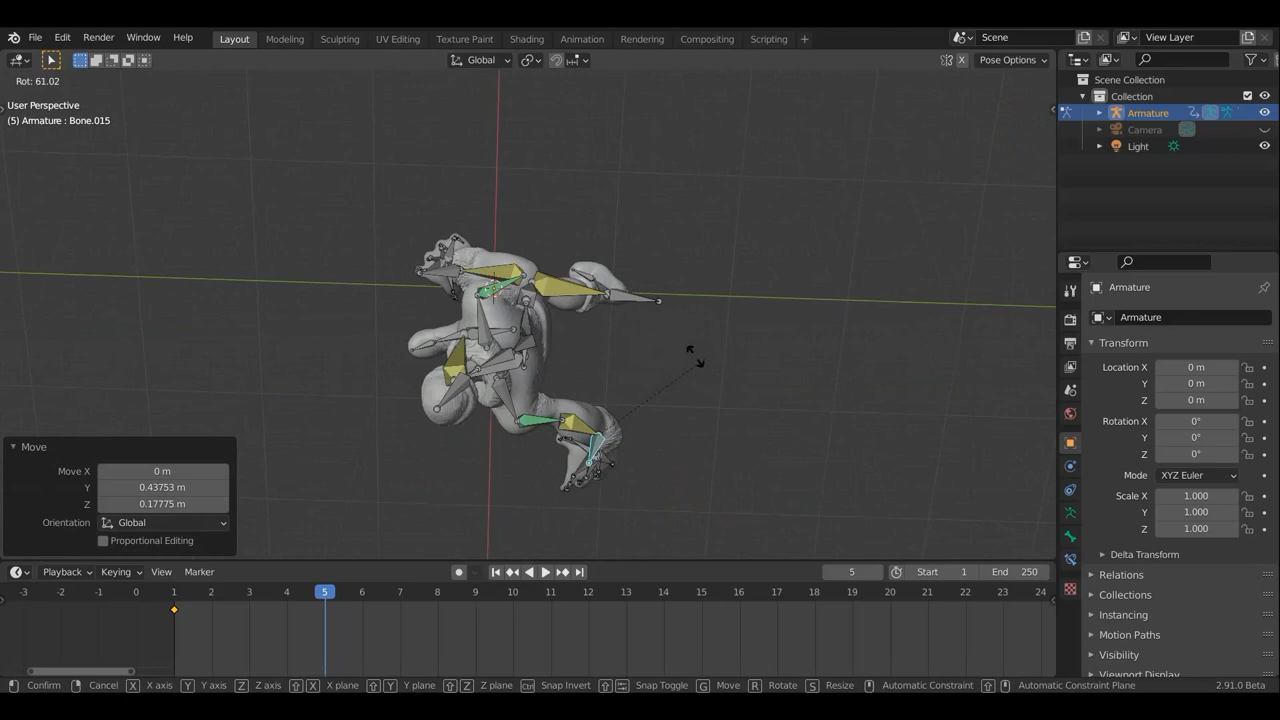 File Edit Render Window Help Layout Modeling Sculpting UV Editing Texture Paint Shading Animation Rendering Compositing Scripting + Scene View Layer
Global Pose Options
Rot: 61.02
User Perspective
(5) Armature : Bone.015
Scene Collection
Collection
Armature
Camera
Light
Armature
Armature
Transform
Location X 0 m
Y 0 m
Z 0 m
Rotation X 0°
Y 0°
Z 0°
Mode XYZ Euler
Scale X 1.000
Y 1.000
Z 1.000
Delta Transform
Relations
Collections
Instancing
Motion Paths
Visibility
Viewport Display
Move
Move X 0 m
Y 0.43753 m
Z 0.17775 m
Orientation Global
Proportional Editing
Playback Keying View Marker 5 Start 1 End 250
-3 -2 -1 0 1 2 3 4 5 6 7 8 9 10 11 12 13 14 15 16 17 18 19 20 21 22 23 24
Confirm Cancel X X axis Y Y axis Z Z axis X X plane Y Y plane Z Z plane Ctrl Snap Invert Snap Toggle G Move R Rotate S Resize Automatic Constraint Automatic Constraint Plane 2.91.0 Beta